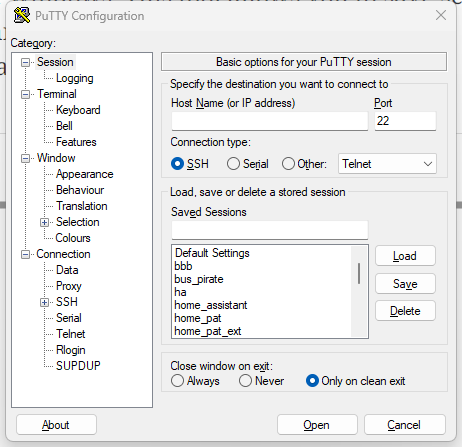 PuTTY Configuration
Category:
Session
Logging
Terminal
Keyboard
Bell
Features
Window
Appearance
Behaviour
Translation
Selection
Colours
Connection
Data
Proxy
SSH
Serial
Telnet
Rlogin
SUPDUP
Basic options for your PuTTY session
Specify the destination you want to connect to
Host Name (or IP address) Port
22
Connection type:
SSH Serial Other: Telnet
Load, save or delete a stored session
Saved Sessions
Default Settings
bbb
bus_pirate
ha
home_assistant
home_pat
home_pat_ext
Load
Save
Delete
Close window on exit:
Always Never Only on clean exit
About Open Cancel